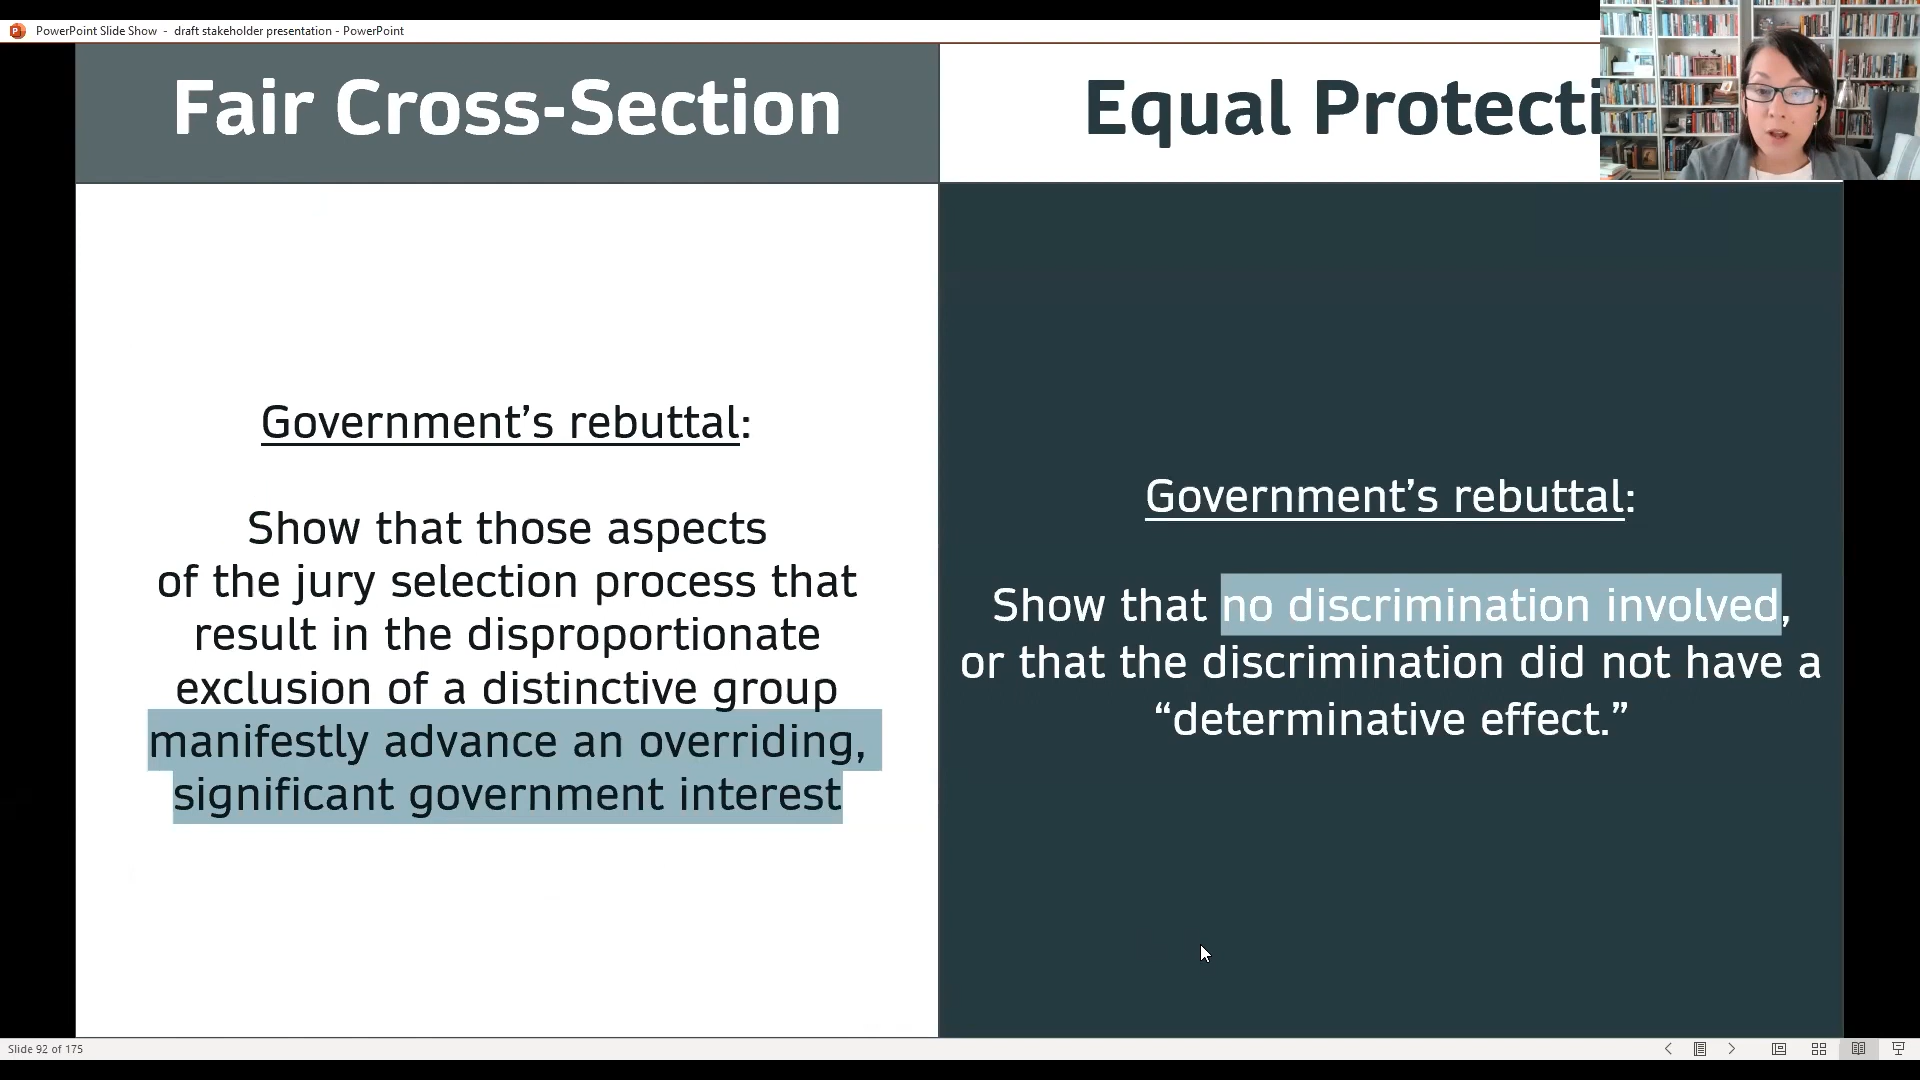 PowerPoint Slide Show - draft stakeholder presentation - PowerPoint
Fair Cross-Section
Government’s rebuttal:
Show that those aspects
of the jury selection process that
result in the disproportionate
exclusion of a distinctive group
manifestly advance an overriding,
significant government interest
Equal Protecti
Government’s rebuttal:
Show that no discrimination involved,
or that the discrimination did not have a
“determinative effect.”
Slide 92 of 175